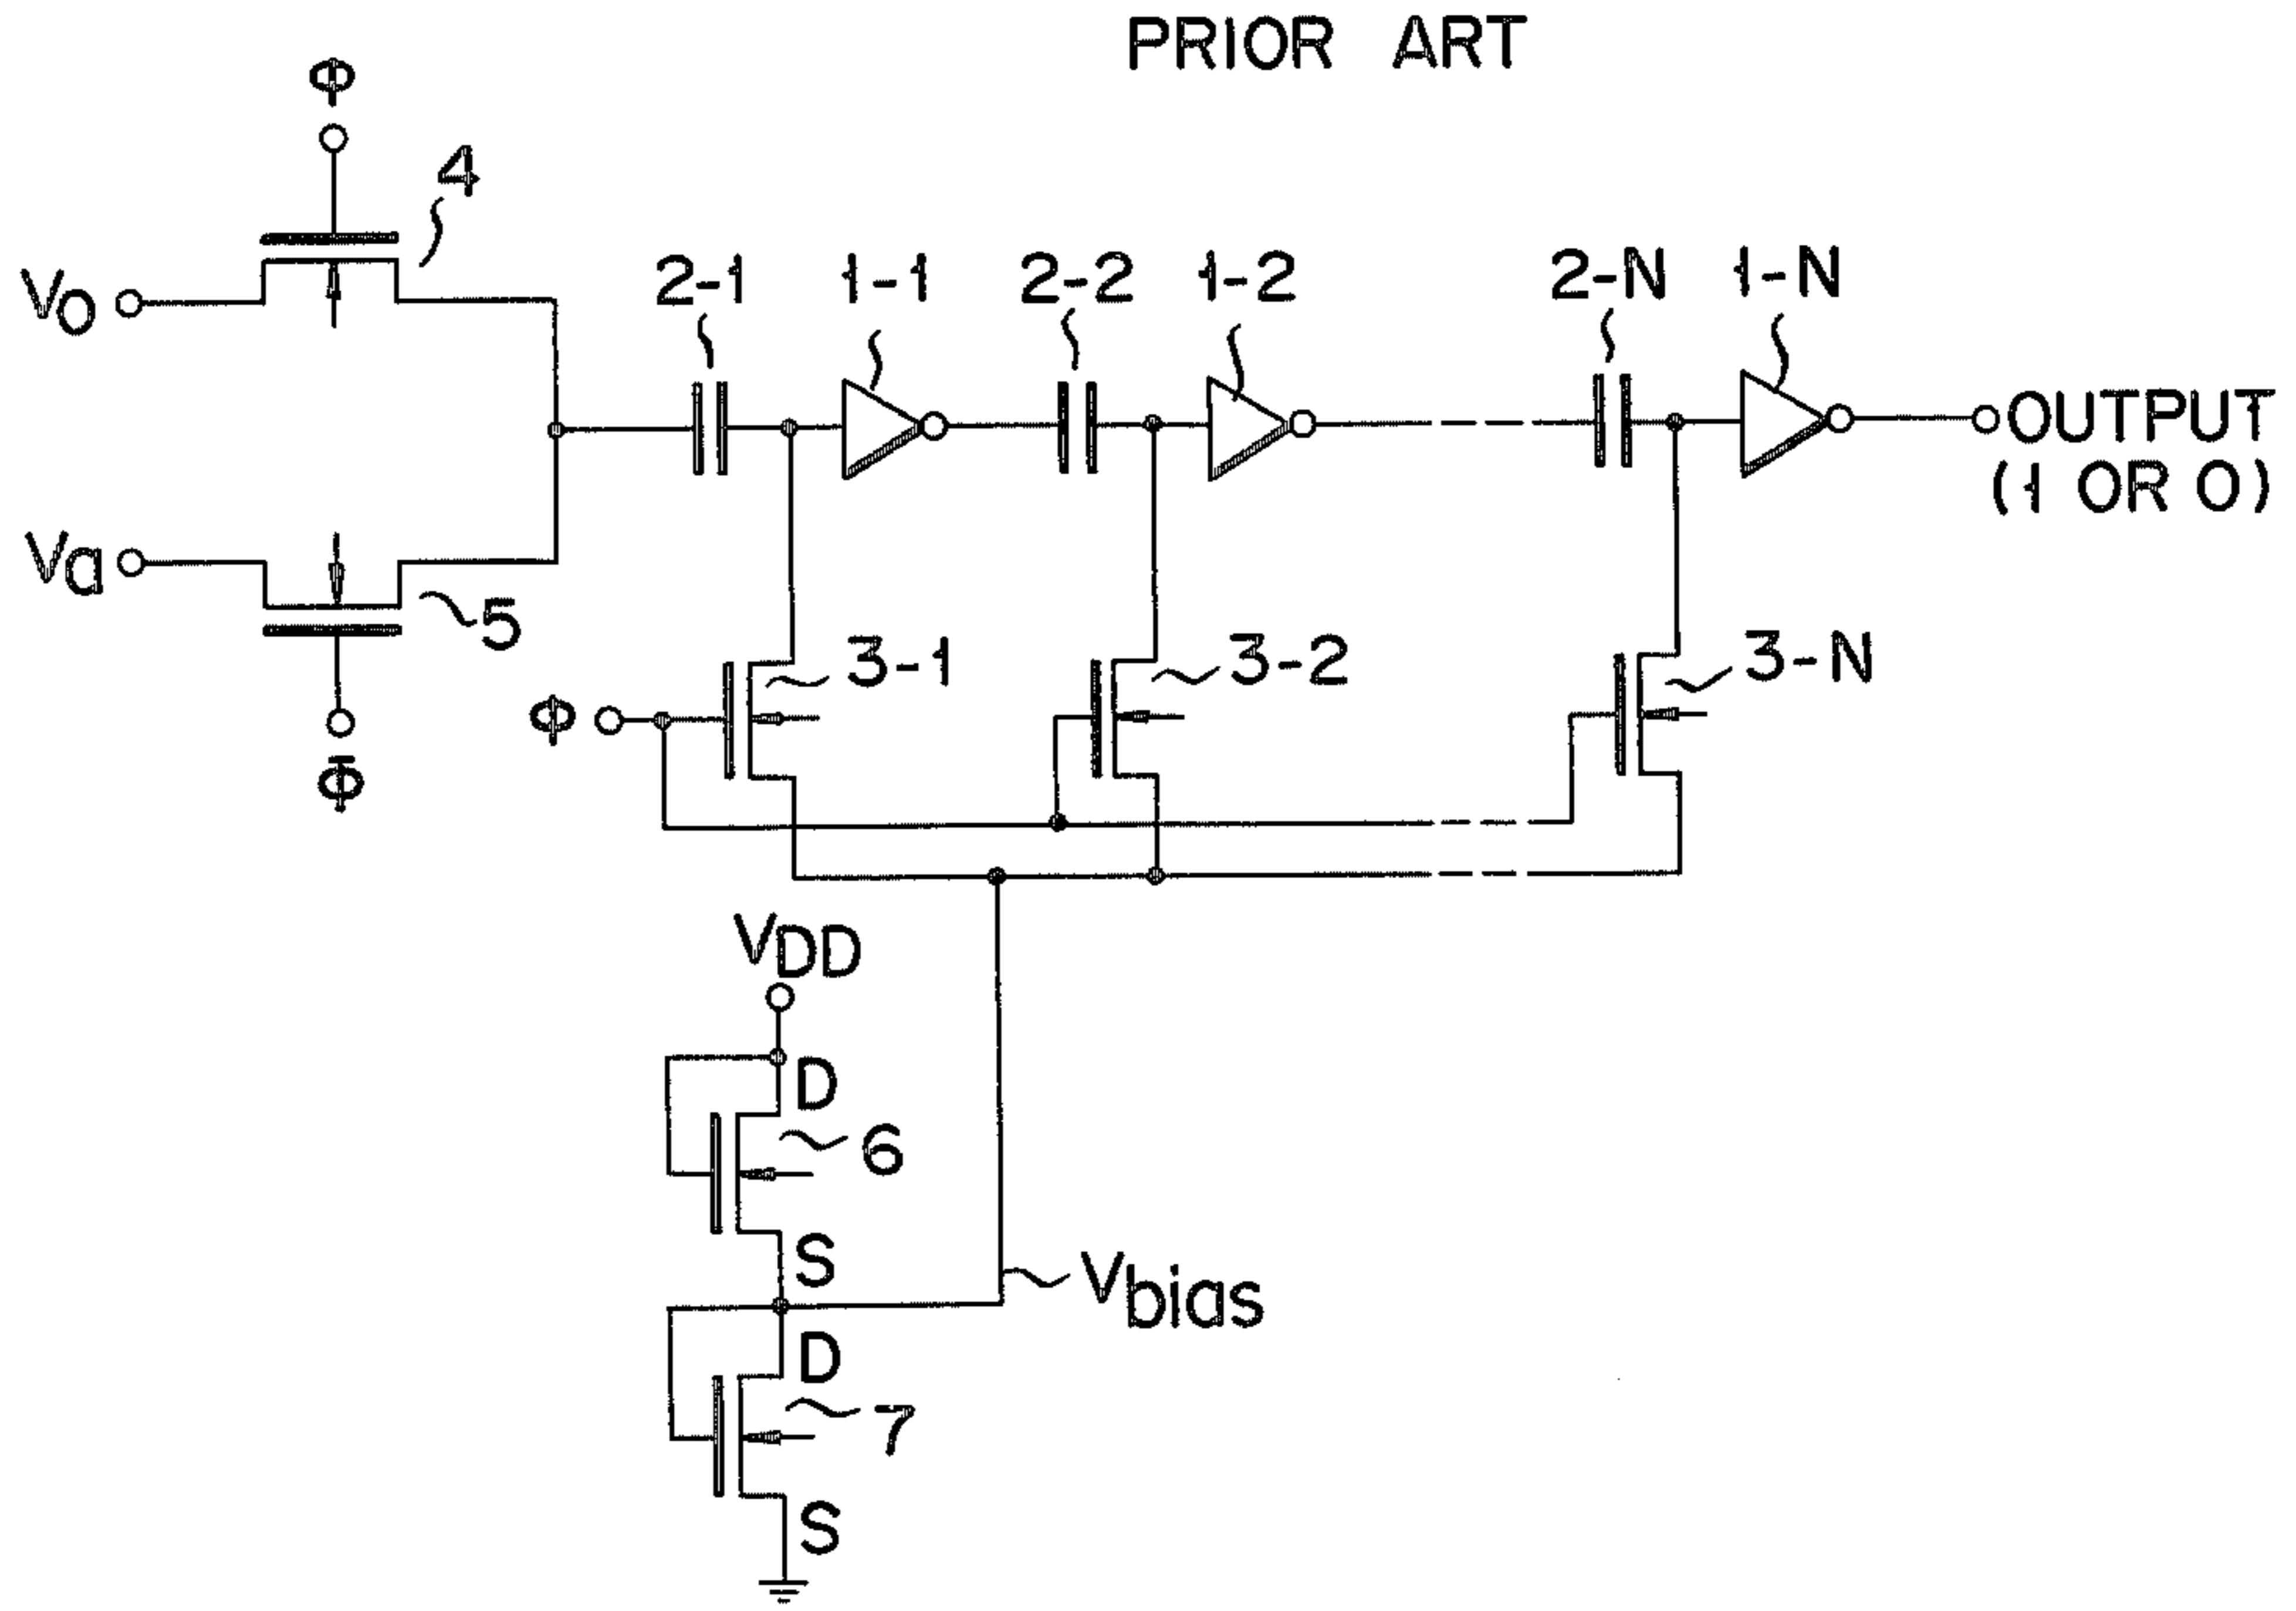 PRIOR ART
Φ
4
Vo
2-1 1-1 2-2 1-2 2-N 1-N
OUTPUT
(1 OR 0)
Va
5
Φ̄
3-1 3-2 3-N
Φ
VDD
D
6
S
Vbias
D
7
S